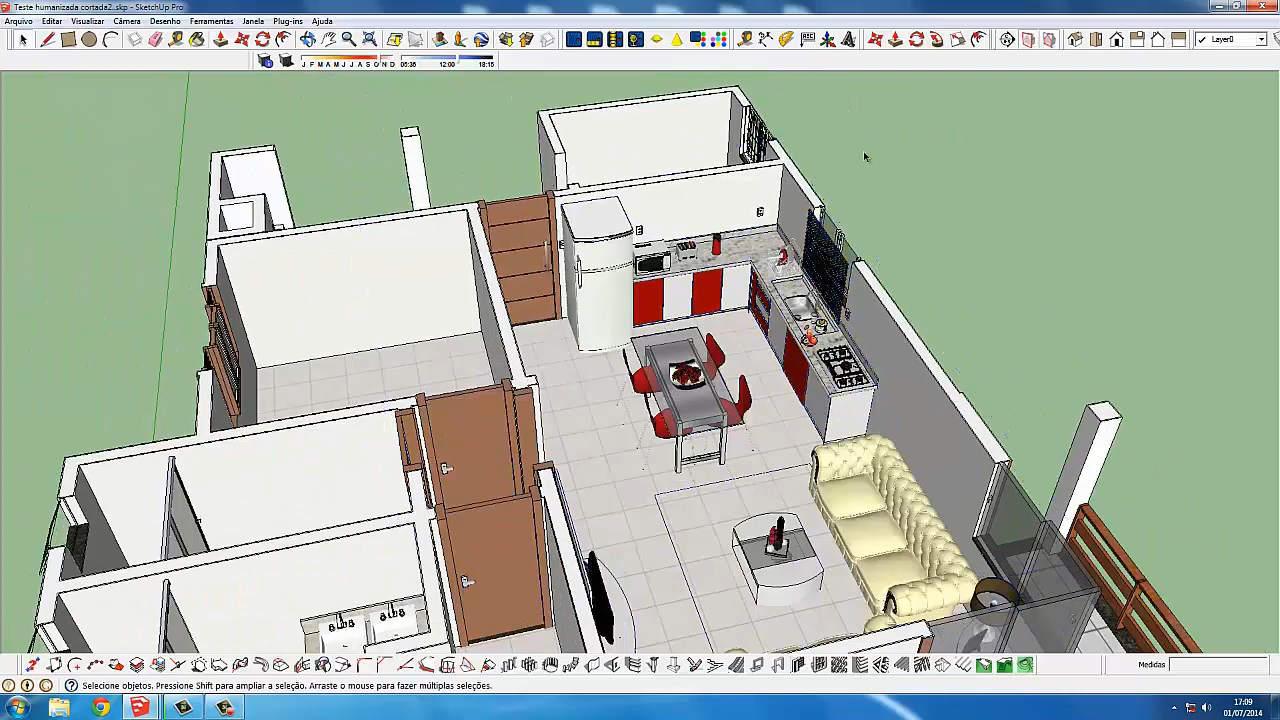 Teste humanizada cortada2.skp - SketchUp Pro
Arquivo Editar Visualizar Câmera Desenho Ferramentas Janela Plug-ins Ajuda
Layer0
J F M A M J J A S O N D 05:36 12:00 18:15
Medidas
Selecione objetos. Pressione Shift para ampliar a seleção. Arraste o mouse para fazer múltiplas seleções.
17:09
01/07/2014